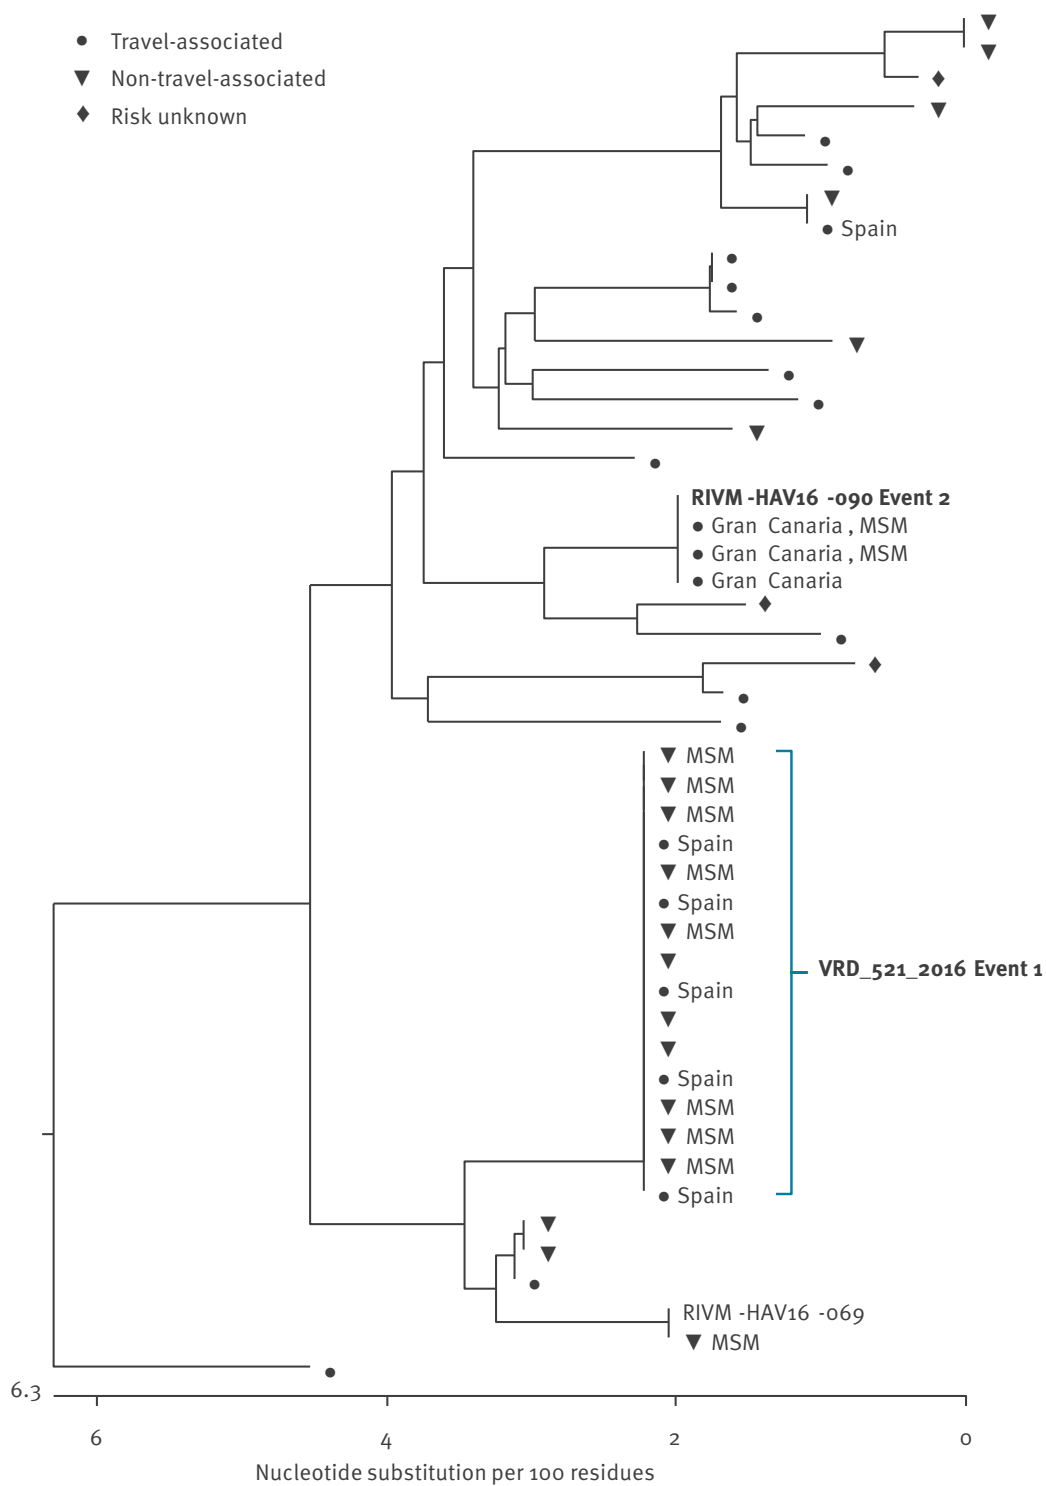 Travel-associated
Non-travel-associated
Risk unknown
Spain
RIVM -HAV16 -090 Event 2
Gran Canaria , MSM
Gran Canaria , MSM
Gran Canaria
MSM
MSM
MSM
Spain
MSM
Spain
MSM
VRD_521_2016 Event 1
Spain
Spain
MSM
MSM
MSM
Spain
RIVM -HAV16 -069
MSM
6.3
6 4 2 0
Nucleotide substitution per 100 residues